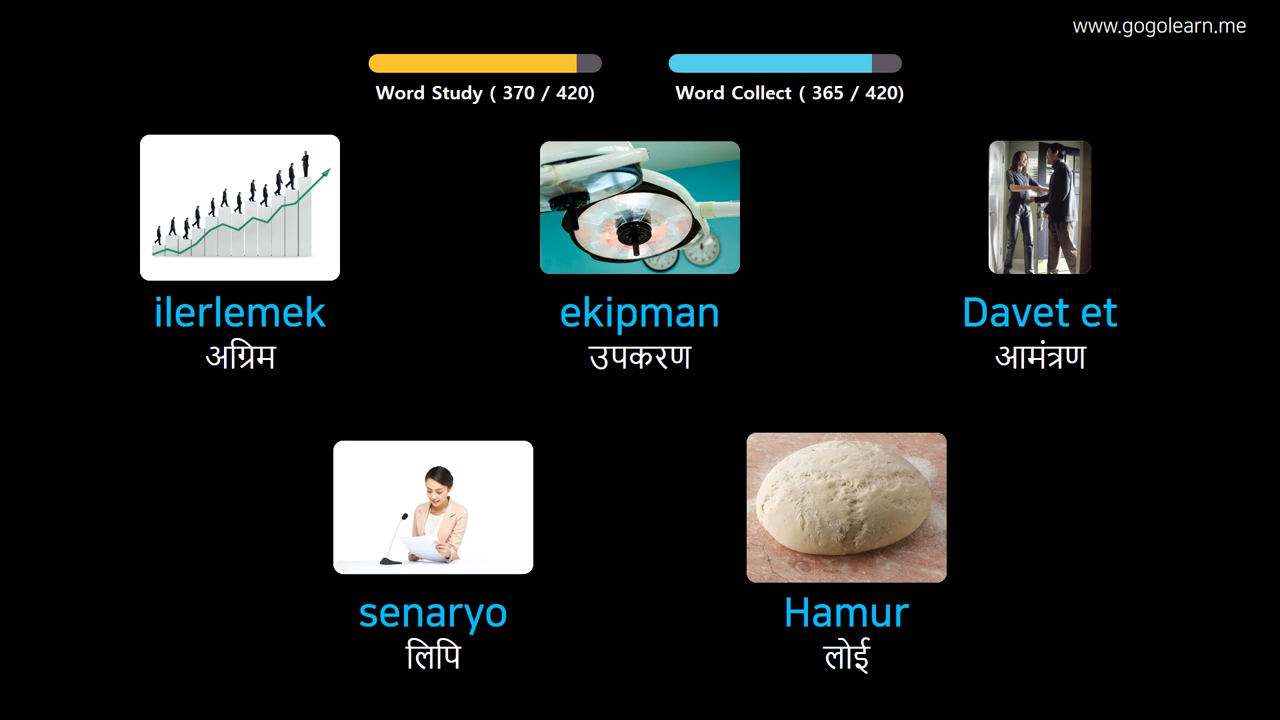 www.gogolearn.me
Word Study ( 370 / 420)
Word Collect ( 365 / 420)
ilerlemek
अग्रिम
ekipman
उपकरण
Davet et
आमंत्रण
senaryo
लिपि
Hamur
लोई